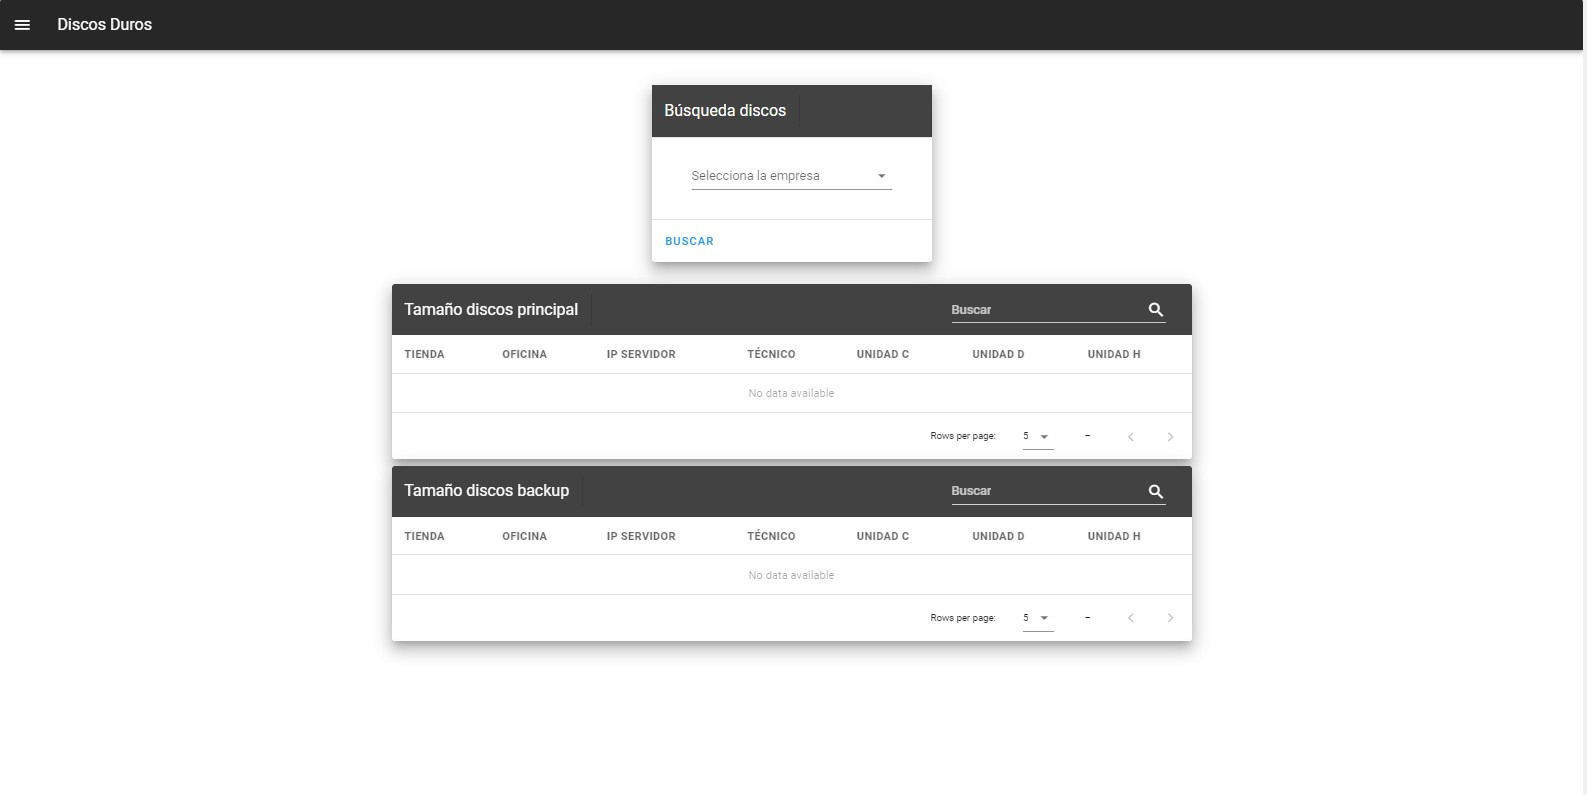 Discos Duros
Búsqueda discos
Selecciona la empresa
BUSCAR
Tamaño discos principal
Buscar
TIENDA OFICINA IP SERVIDOR TÉCNICO UNIDAD C UNIDAD D UNIDAD H
No data available
Rows per page: 5 –
Tamaño discos backup
Buscar
TIENDA OFICINA IP SERVIDOR TÉCNICO UNIDAD C UNIDAD D UNIDAD H
No data available
Rows per page: 5 –